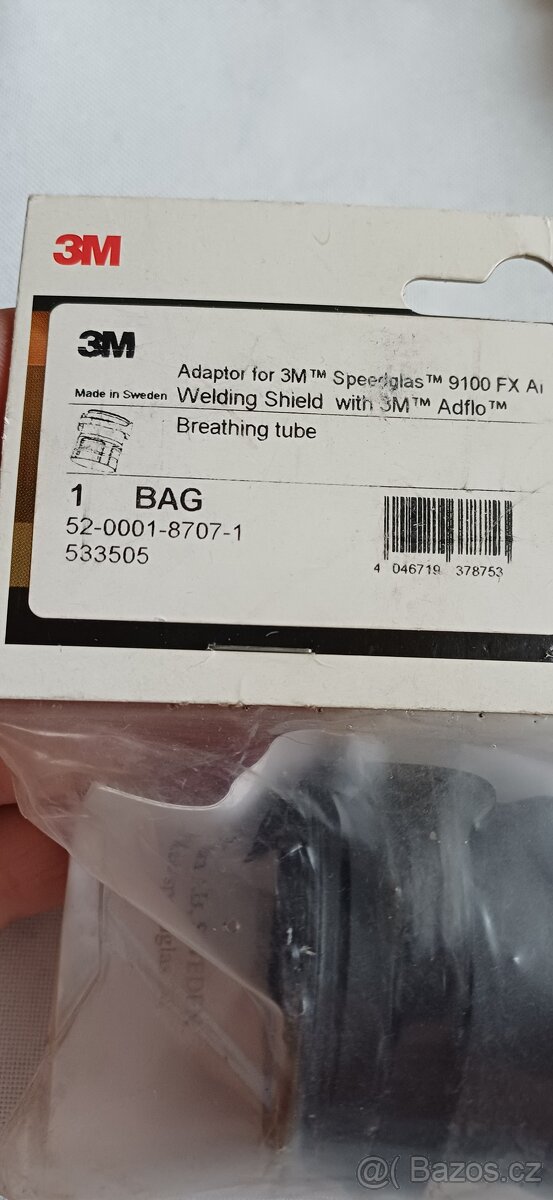 3M
3M
Adaptor for 3M™ Speedglas™ 9100 FX Ai
Made in Sweden
Welding Shield with 3M™ Adflo™
Breathing tube
1 BAG
52-0001-8707-1
533505
4 046719 378753
@( Bazos.cz